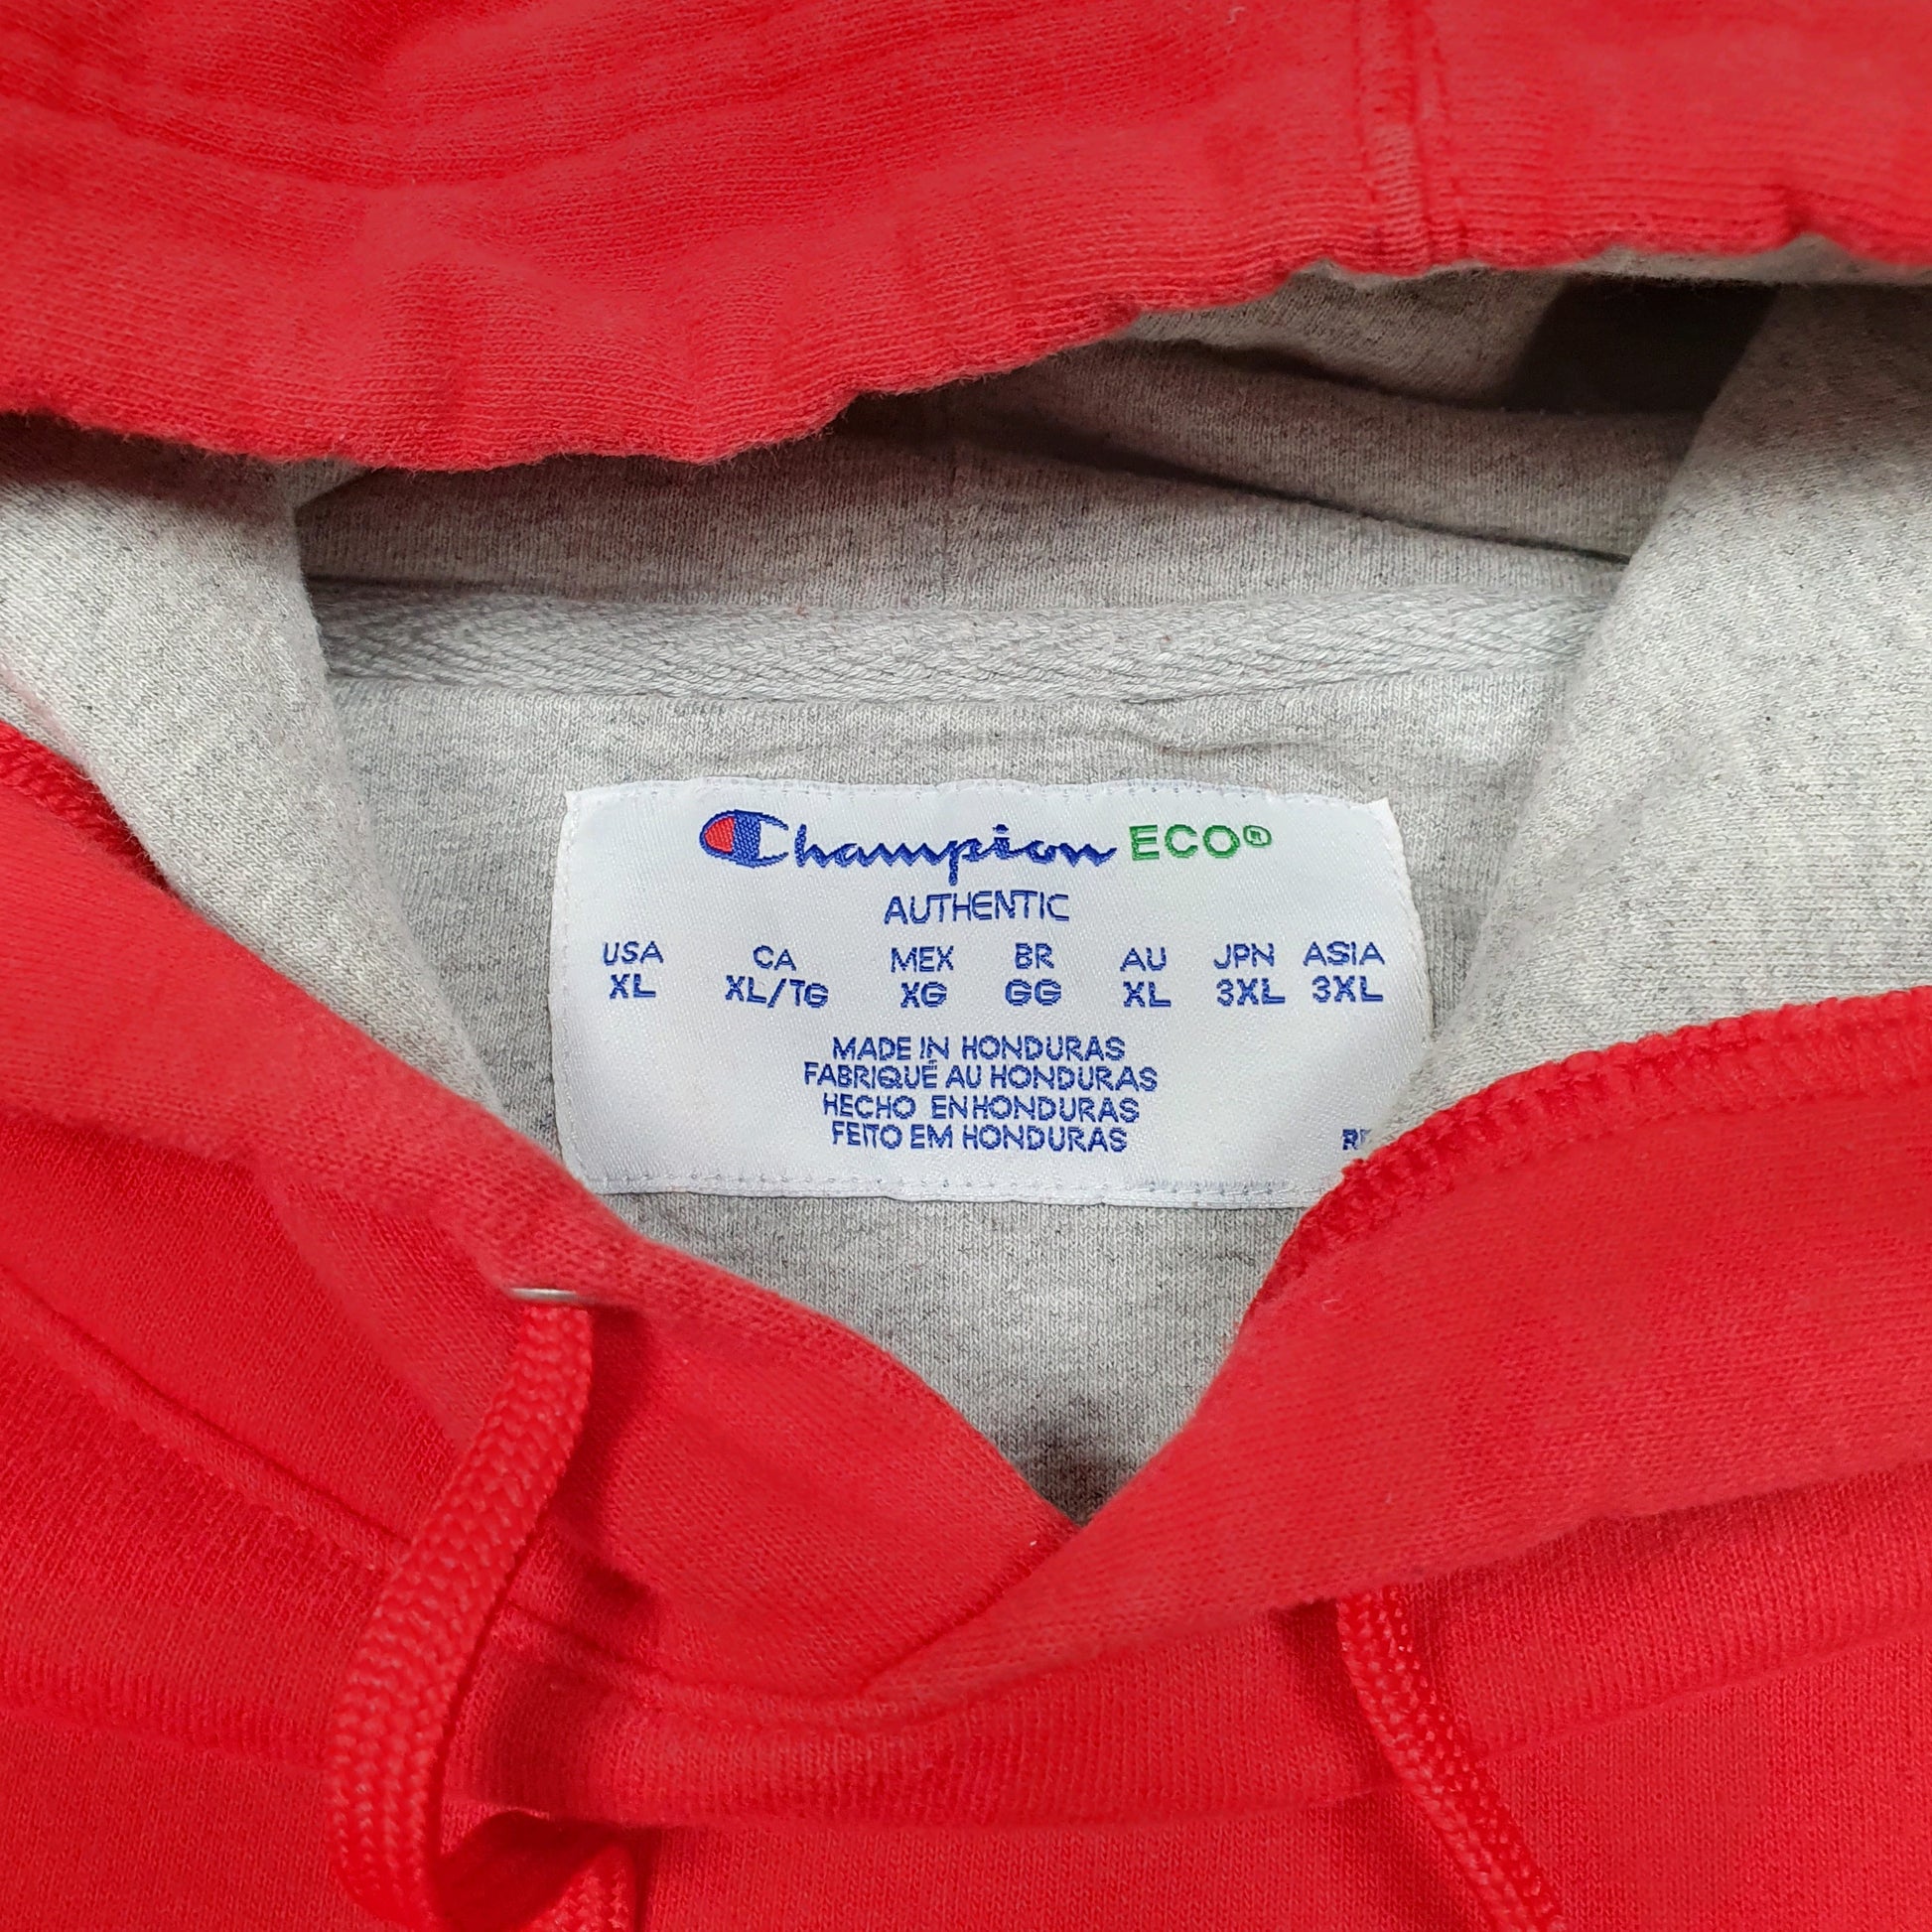 Champion ECO®
AUTHENTIC
USA CA MEX BR AU JPN ASIA
XL XL/TG XG GG XL 3XL 3XL
MADE IN HONDURAS
FABRIQUÉ AU HONDURAS
HECHO EN HONDURAS
FEITO EM HONDURAS